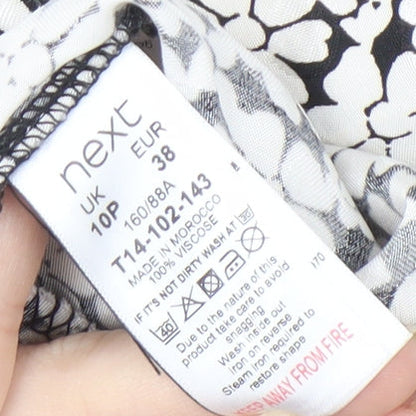 next
UK EUR
10P 38
160/88A
T14-102-143
MADE IN MOROCCO
100% VISCOSE
IF IT'S NOT DIRTY WASH AT
40
Due to the nature of this
product take care to avoid
snagging
Wash inside out
Iron on reverse
Steam iron required to
restore shape
KEEP AWAY FROM FIRE